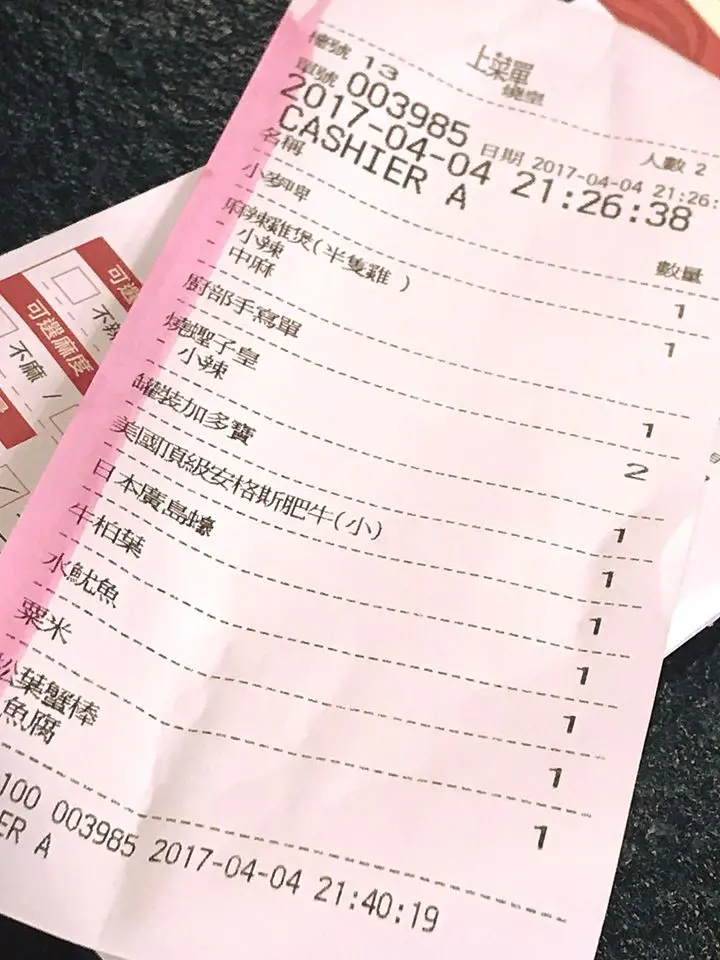 上菜單
燒皇
檯號 13
人數 2
單號 003985 日期 2017-04-04 21:26:
2017-04-04 21:26:38
CASHIER A
名稱 數量
小麥啤 1
麻辣雞煲(半隻雞 ) 1
- 小辣
- 中麻
廚部手寫單 1
燒蟶子皇 2
- 小辣
罐裝加多寶 1
美國頂級安格斯肥牛(小) 1
日本廣島蠔 1
牛柏葉 1
水魷魚 1
粟米 1
松葉蟹棒 1
魚腐
100 003985 2017-04-04 21:40:19
ER A
可選
不辣
可選麻度
不麻 /